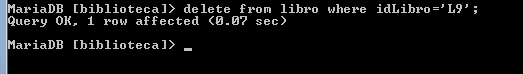 MariaDB [biblioteca]> delete from libro where idLibro='L9';
Query OK, 1 row affected (0.07 sec)
MariaDB [biblioteca]> _